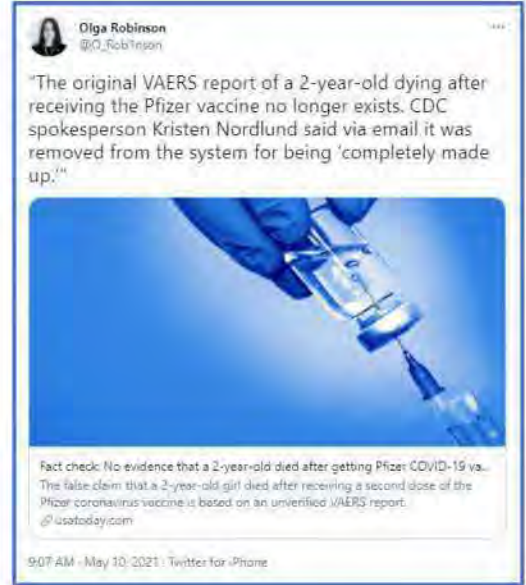 Olga Robinson
@O_Rob1nson
"The original VAERS report of a 2-year-old dying after
receiving the Pfizer vaccine no longer exists. CDC
spokesperson Kristen Nordlund said via email it was
removed from the system for being 'completely made
up.'"
Fact check: No evidence that a 2-year-old died after getting Pfizer COVID-19 va...
The false claim that a 2-year-old girl died after receiving a second dose of the
Pfizer coronavirus vaccine is based on an unverified VAERS report.
usatoday.com
9:07 AM · May 10, 2021 · Twitter for iPhone